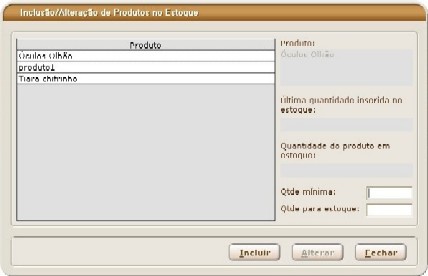 Inclusão/Alteração de Produtos no Estoque
Produto
Óculos Olhão
produto1
Tiara chifrinho
Produto:
Óculos Olhão
Última quantidade inserida no
estoque:
Quantidade do produto em
estoque:
Qtde mínima:
Qtde para estoque:
Incluir
Alterar
Fechar